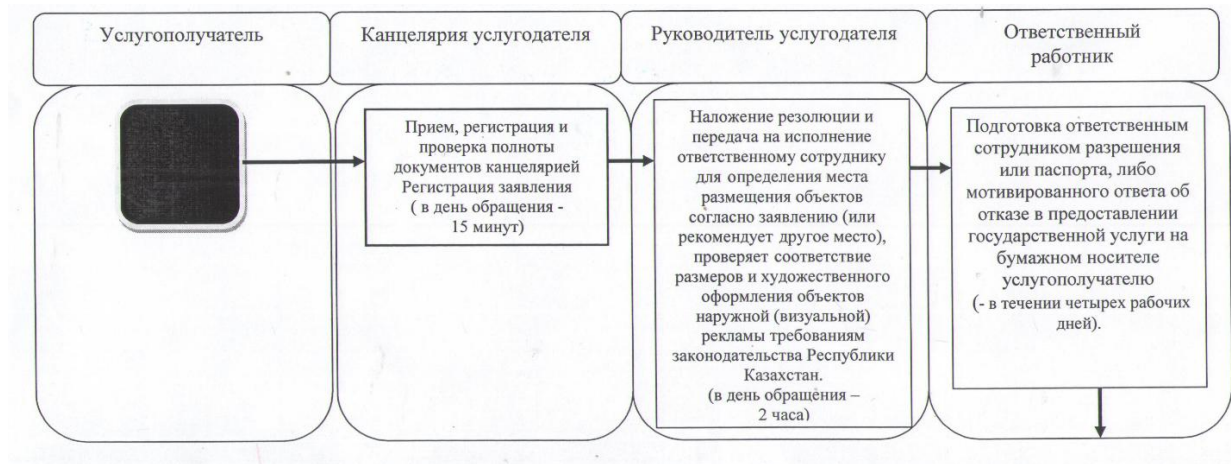 Услугополучатель
Канцелярия услугодателя
Руководитель услугодателя
Ответственный
работник
Прием, регистрация и
проверка полноты
документов канцелярией
Регистрация заявления
( в день обращения -
15 минут)
Наложение резолюции и
передача на исполнение
ответственному сотруднику
для определения места
размещения объектов
согласно заявлению (или
рекомендует другое место),
проверяет соответствие
размеров и художественного
оформления объектов
наружной (визуальной)
рекламы требованиям
законодательства Республики
Казахстан.
(в день обращения –
2 часа)
Подготовка ответственным
сотрудником разрешения
или паспорта, либо
мотивированного ответа об
отказе в предоставлении
государственной услуги на
бумажном носителе
услугополучателю
(- в течении четырех рабочих
дней).